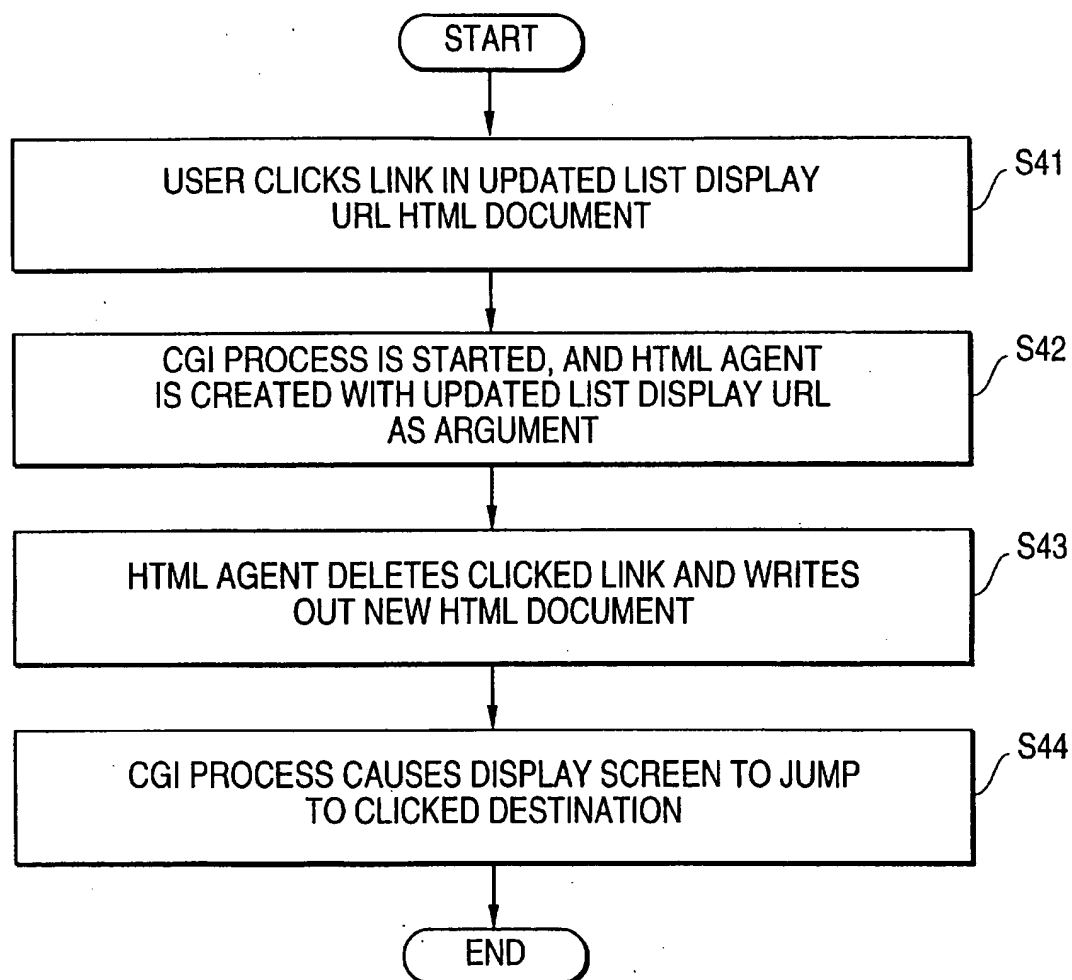 START
USER CLICKS LINK IN UPDATED LIST DISPLAY
URL HTML DOCUMENT
S41
CGI PROCESS IS STARTED, AND HTML AGENT
IS CREATED WITH UPDATED LIST DISPLAY URL
AS ARGUMENT
S42
HTML AGENT DELETES CLICKED LINK AND WRITES
OUT NEW HTML DOCUMENT
S43
CGI PROCESS CAUSES DISPLAY SCREEN TO JUMP
TO CLICKED DESTINATION
S44
END